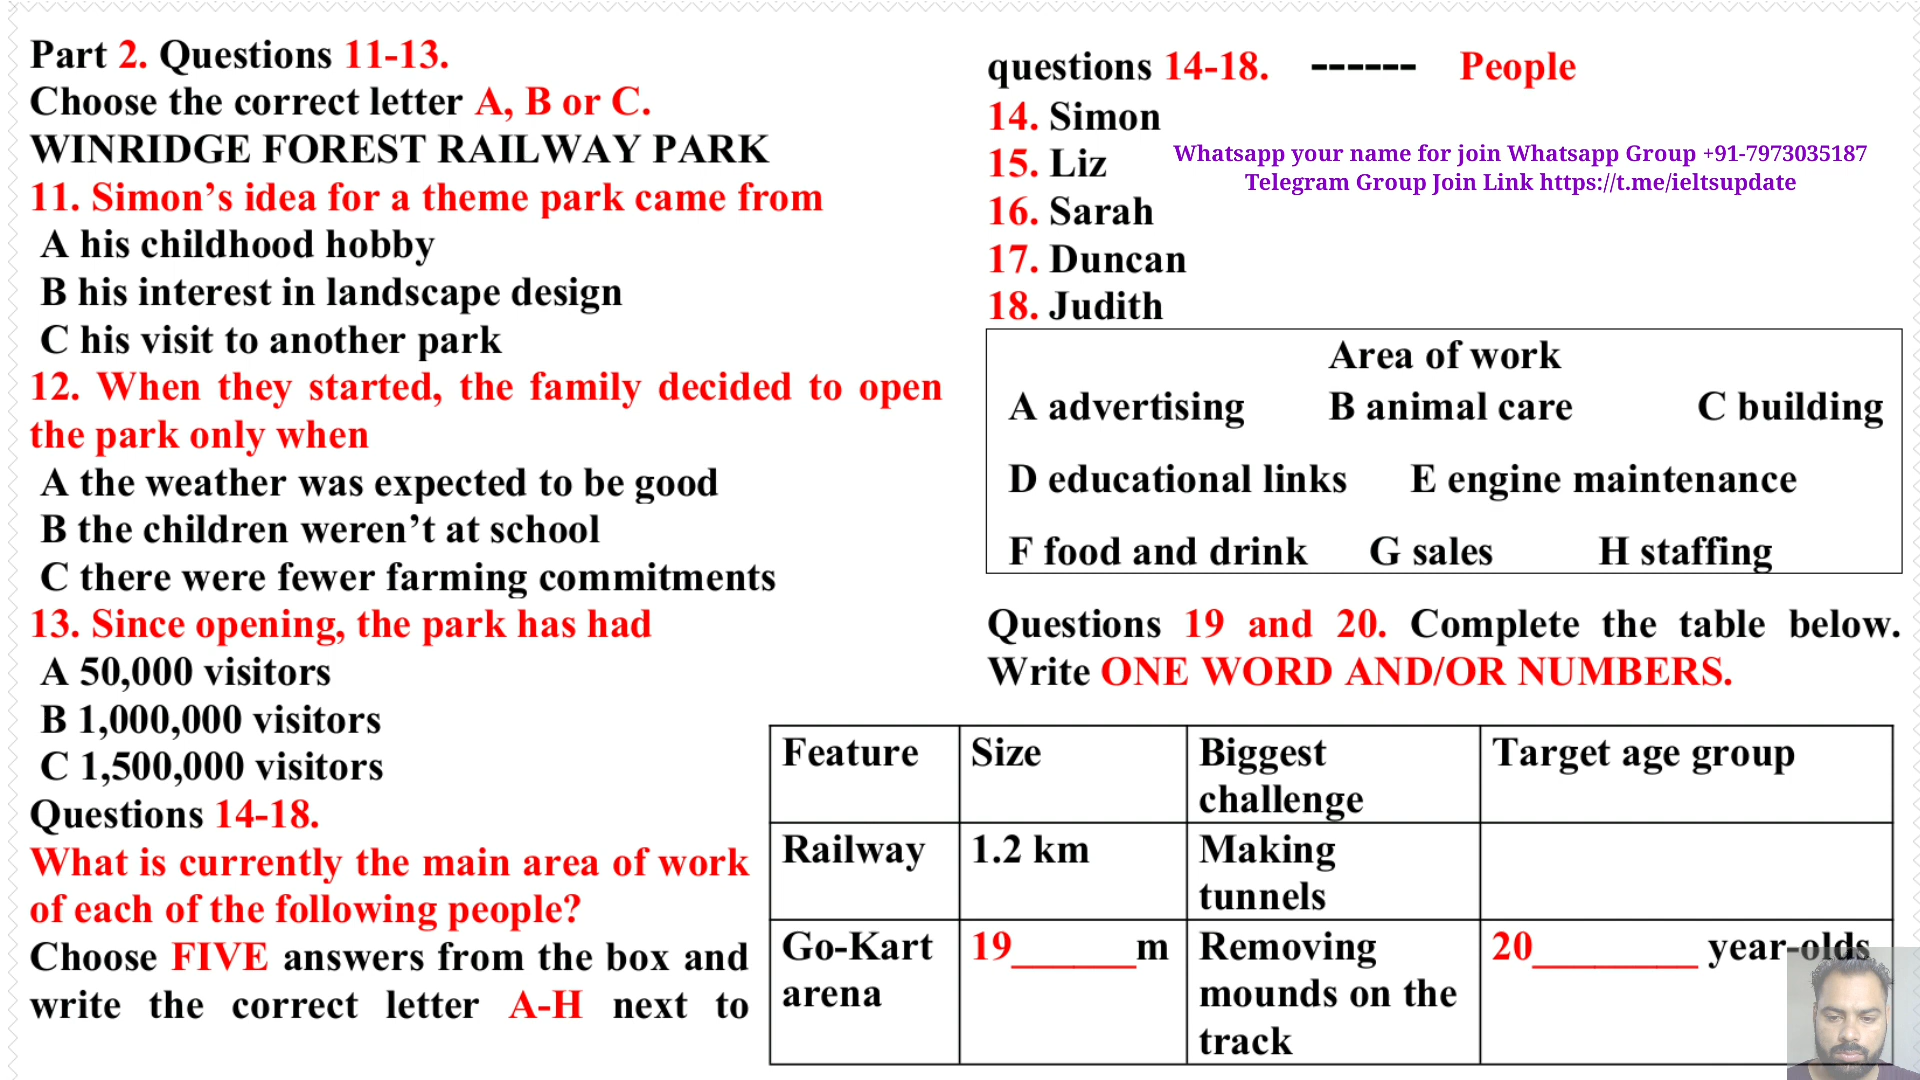 Part 2. Questions 11-13.
Choose the correct letter A, B or C.
WINRIDGE FOREST RAILWAY PARK
11. Simon’s idea for a theme park came from
A his childhood hobby
B his interest in landscape design
C his visit to another park
12. When they started, the family decided to open
the park only when
A the weather was expected to be good
B the children weren’t at school
C there were fewer farming commitments
13. Since opening, the park has had
A 50,000 visitors
B 1,000,000 visitors
C 1,500,000 visitors
Questions 14-18.
What is currently the main area of work
of each of the following people?
Choose FIVE answers from the box and
write the correct letter A-H next to
questions 14-18. ------ People
14. Simon
15. Liz
16. Sarah
17. Duncan
18. Judith
Whatsapp your name for join Whatsapp Group +91-7973035187
Telegram Group Join Link https://t.me/ieltsupdate
Area of work
A advertising B animal care C building
D educational links E engine maintenance
F food and drink G sales H staffing
Questions 19 and 20. Complete the table below.
Write ONE WORD AND/OR NUMBERS.
Feature Size Biggest challenge Target age group
Railway 1.2 km Making tunnels
Go-Kart arena 19______m Removing mounds on the track 20________ year-olds